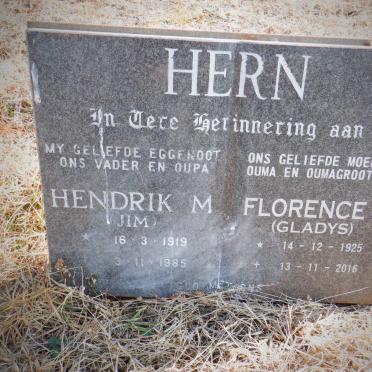 HERN
In Tere Herinnering aan
MY GELIEFDE EGGENOOT
ONS VADER EN OUPA
HENDRIK M
(JIM)
* 16-3-1919
3-11-1985
ONS GELIEFDE MOE
OUMA EN OUMAGROOT
FLORENCE
(GLADYS)
* 14-12-1925
+ 13-11-2016